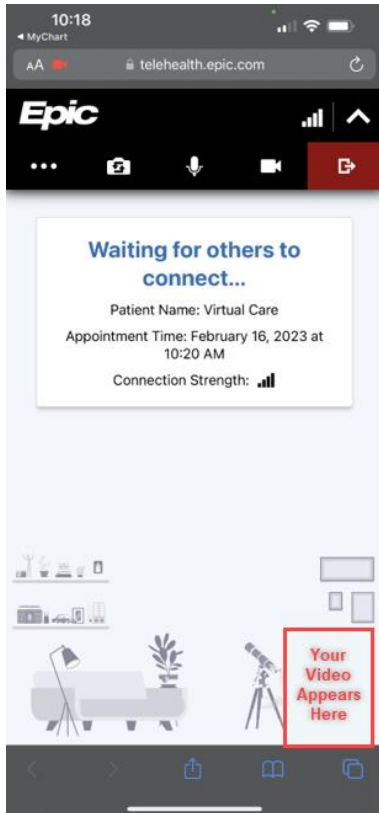 10:18
◀ MyChart
AA telehealth.epic.com
Epic
Waiting for others to
connect...
Patient Name: Virtual Care
Appointment Time: February 16, 2023 at
10:20 AM
Connection Strength:
Your
Video
Appears
Here